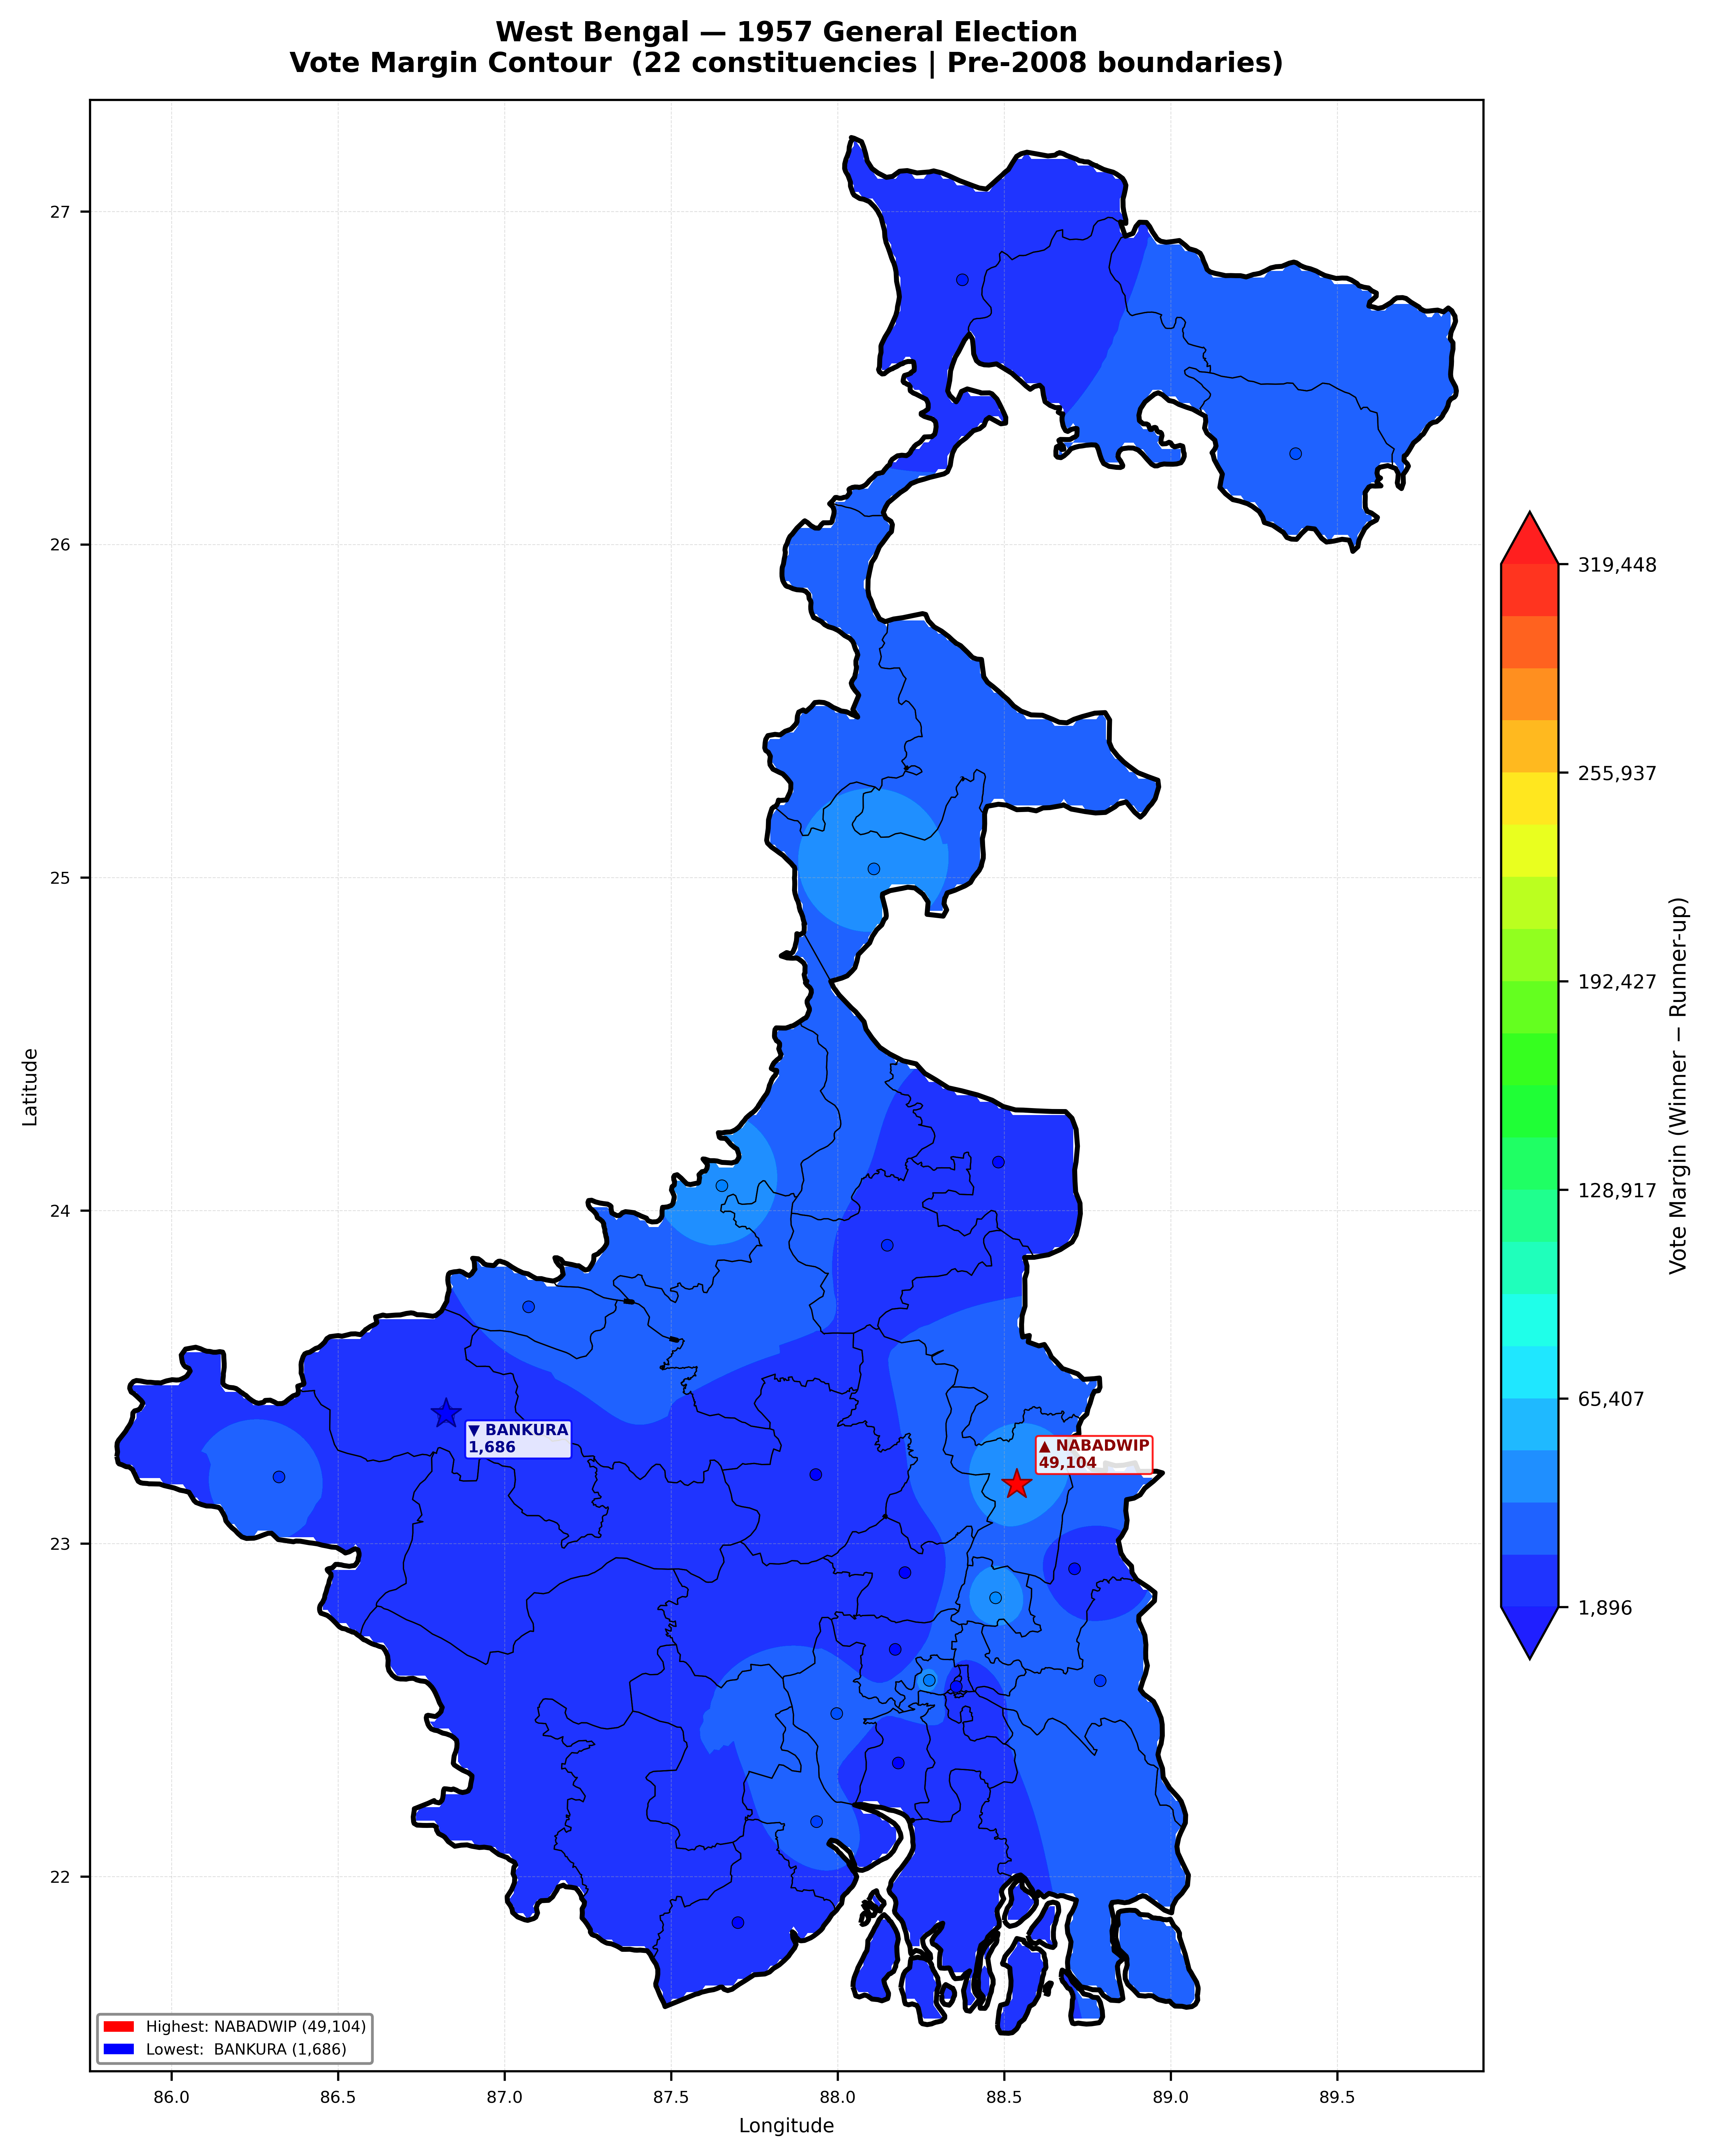 West Bengal — 1957 General Election
Vote Margin Contour (22 constituencies | Pre-2008 boundaries)
27
26
25
24
23
22
Latitude
86.0
86.5
87.0
87.5
88.0
88.5
89.0
89.5
Longitude
▼ BANKURA
1,686
▲ NABADWIP
49,104
Highest: NABADWIP (49,104)
Lowest: BANKURA (1,686)
319,448
255,937
192,427
128,917
65,407
1,896
Vote Margin (Winner − Runner-up)